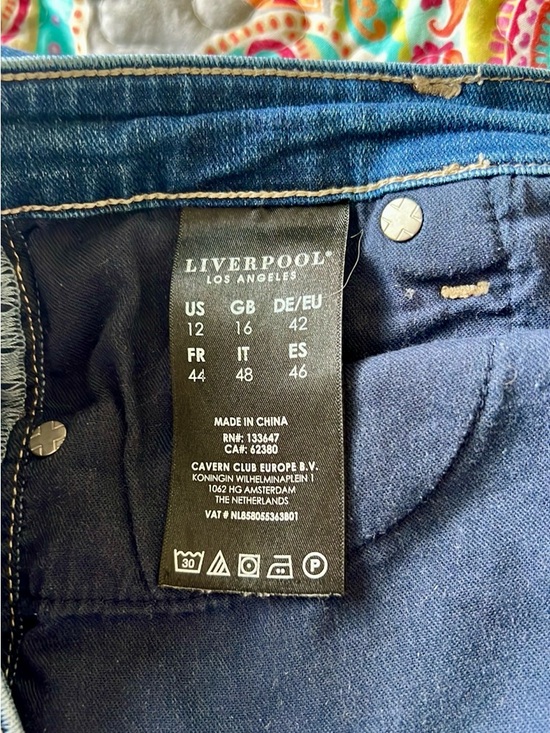 LIVERPOOL®
LOS ANGELES
US GB DE/EU
12 16 42
FR IT ES
44 48 46
MADE IN CHINA
RN#: 133647
CA#: 62380
CAVERN CLUB EUROPE B.V.
KONINGIN WILHELMINAPLEIN 1
1062 HG AMSTERDAM
THE NETHERLANDS
VAT # NL858055363B01
30 P